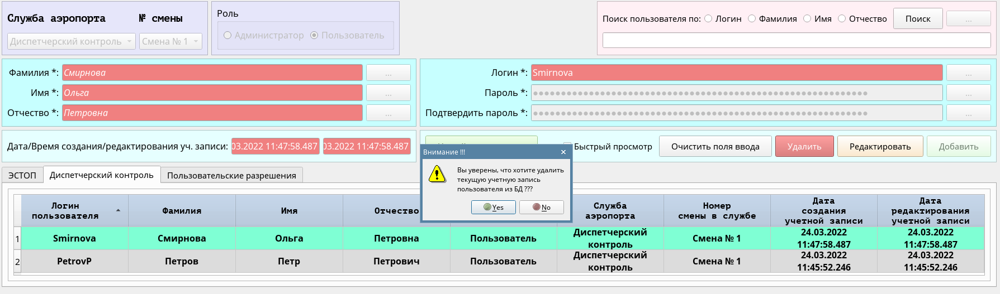 Служба аэропорта
№ смены
Диспетчерский контроль
Смена № 1
Роль
Администратор
Пользователь
Поиск пользователя по:
Логин
Фамилия
Имя
Отчество
Поиск
...
Фамилия *:
Смирнова
...
Имя *:
Ольга
...
Отчество *:
Петровна
...
Логин *:
Smirnova
...
Пароль *:
...
Подтвердить пароль *:
...
Дата/Время создания/редактирования уч. записи:
03.2022 11:47:58.487
03.2022 11:47:58.487
Быстрый просмотр
Очистить поля ввода
Удалить
Редактировать
Добавить
Внимание !!!
Вы уверены, что хотите удалить
текущую учетную запись
пользователя из БД ???
Yes
No
ЭСТОП
Диспетчерский контроль
Пользовательские разрешения
Логин
пользователя
Фамилия
Имя
Отчество
Служба
аэропорта
Номер
смены в службе
Дата
создания
учетной записи
Дата
редактирования
учетной записи
1
Smirnova
Смирнова
Ольга
Петровна
Пользователь
Диспетчерский
контроль
Смена № 1
24.03.2022
11:47:58.487
24.03.2022
11:47:58.487
2
PetrovP
Петров
Петр
Петрович
Пользователь
Диспетчерский
контроль
Смена № 1
24.03.2022
11:45:52.246
24.03.2022
11:45:52.246